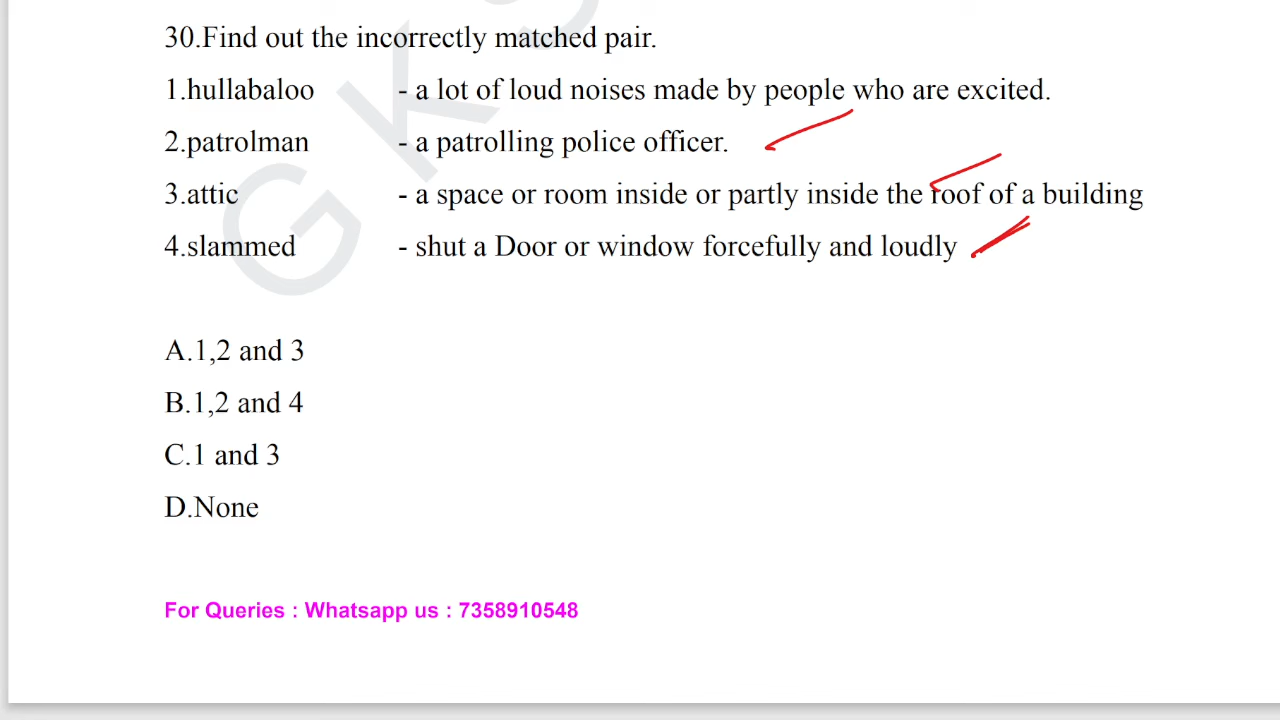 30.Find out the incorrectly matched pair.
1.hullabaloo - a lot of loud noises made by people who are excited.
2.patrolman - a patrolling police officer.
3.attic - a space or room inside or partly inside the roof of a building
4.slammed - shut a Door or window forcefully and loudly
A.1,2 and 3
B.1,2 and 4
C.1 and 3
D.None
For Queries : Whatsapp us : 7358910548
G K S